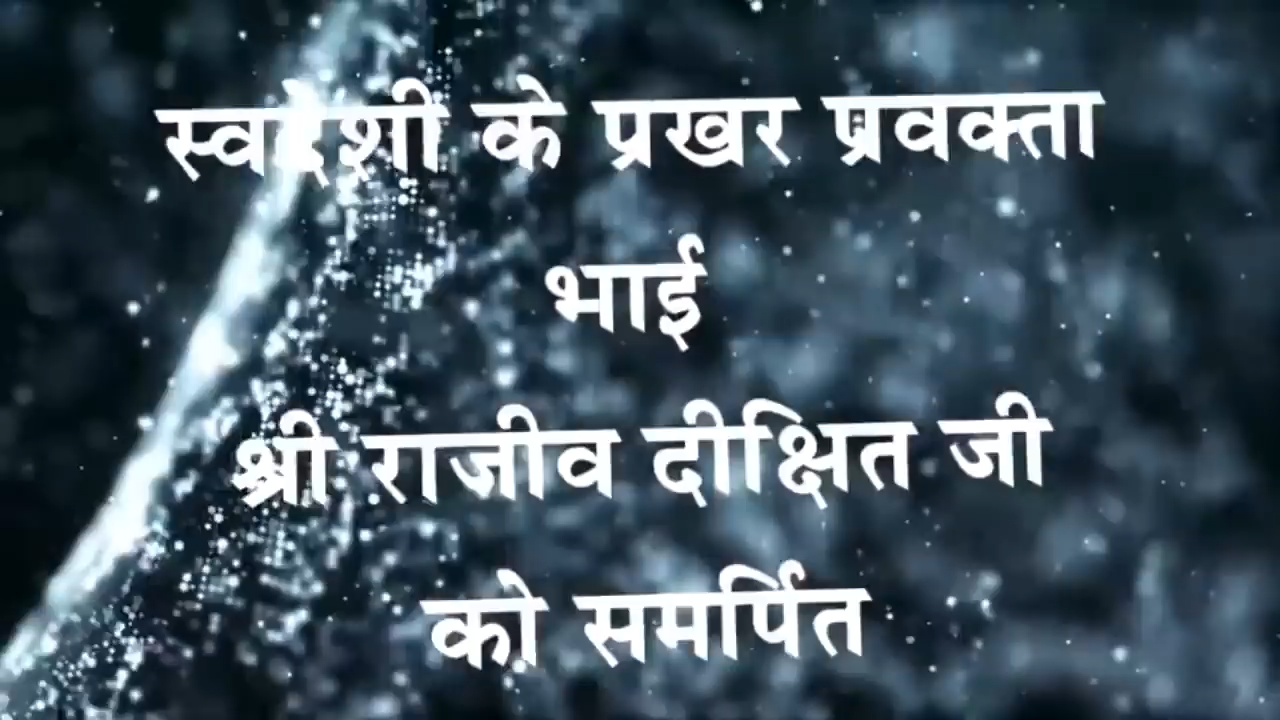 स्वदेशी के प्रखर प्रवक्ता
भाई
श्री राजीव दीक्षित जी
को समर्पित